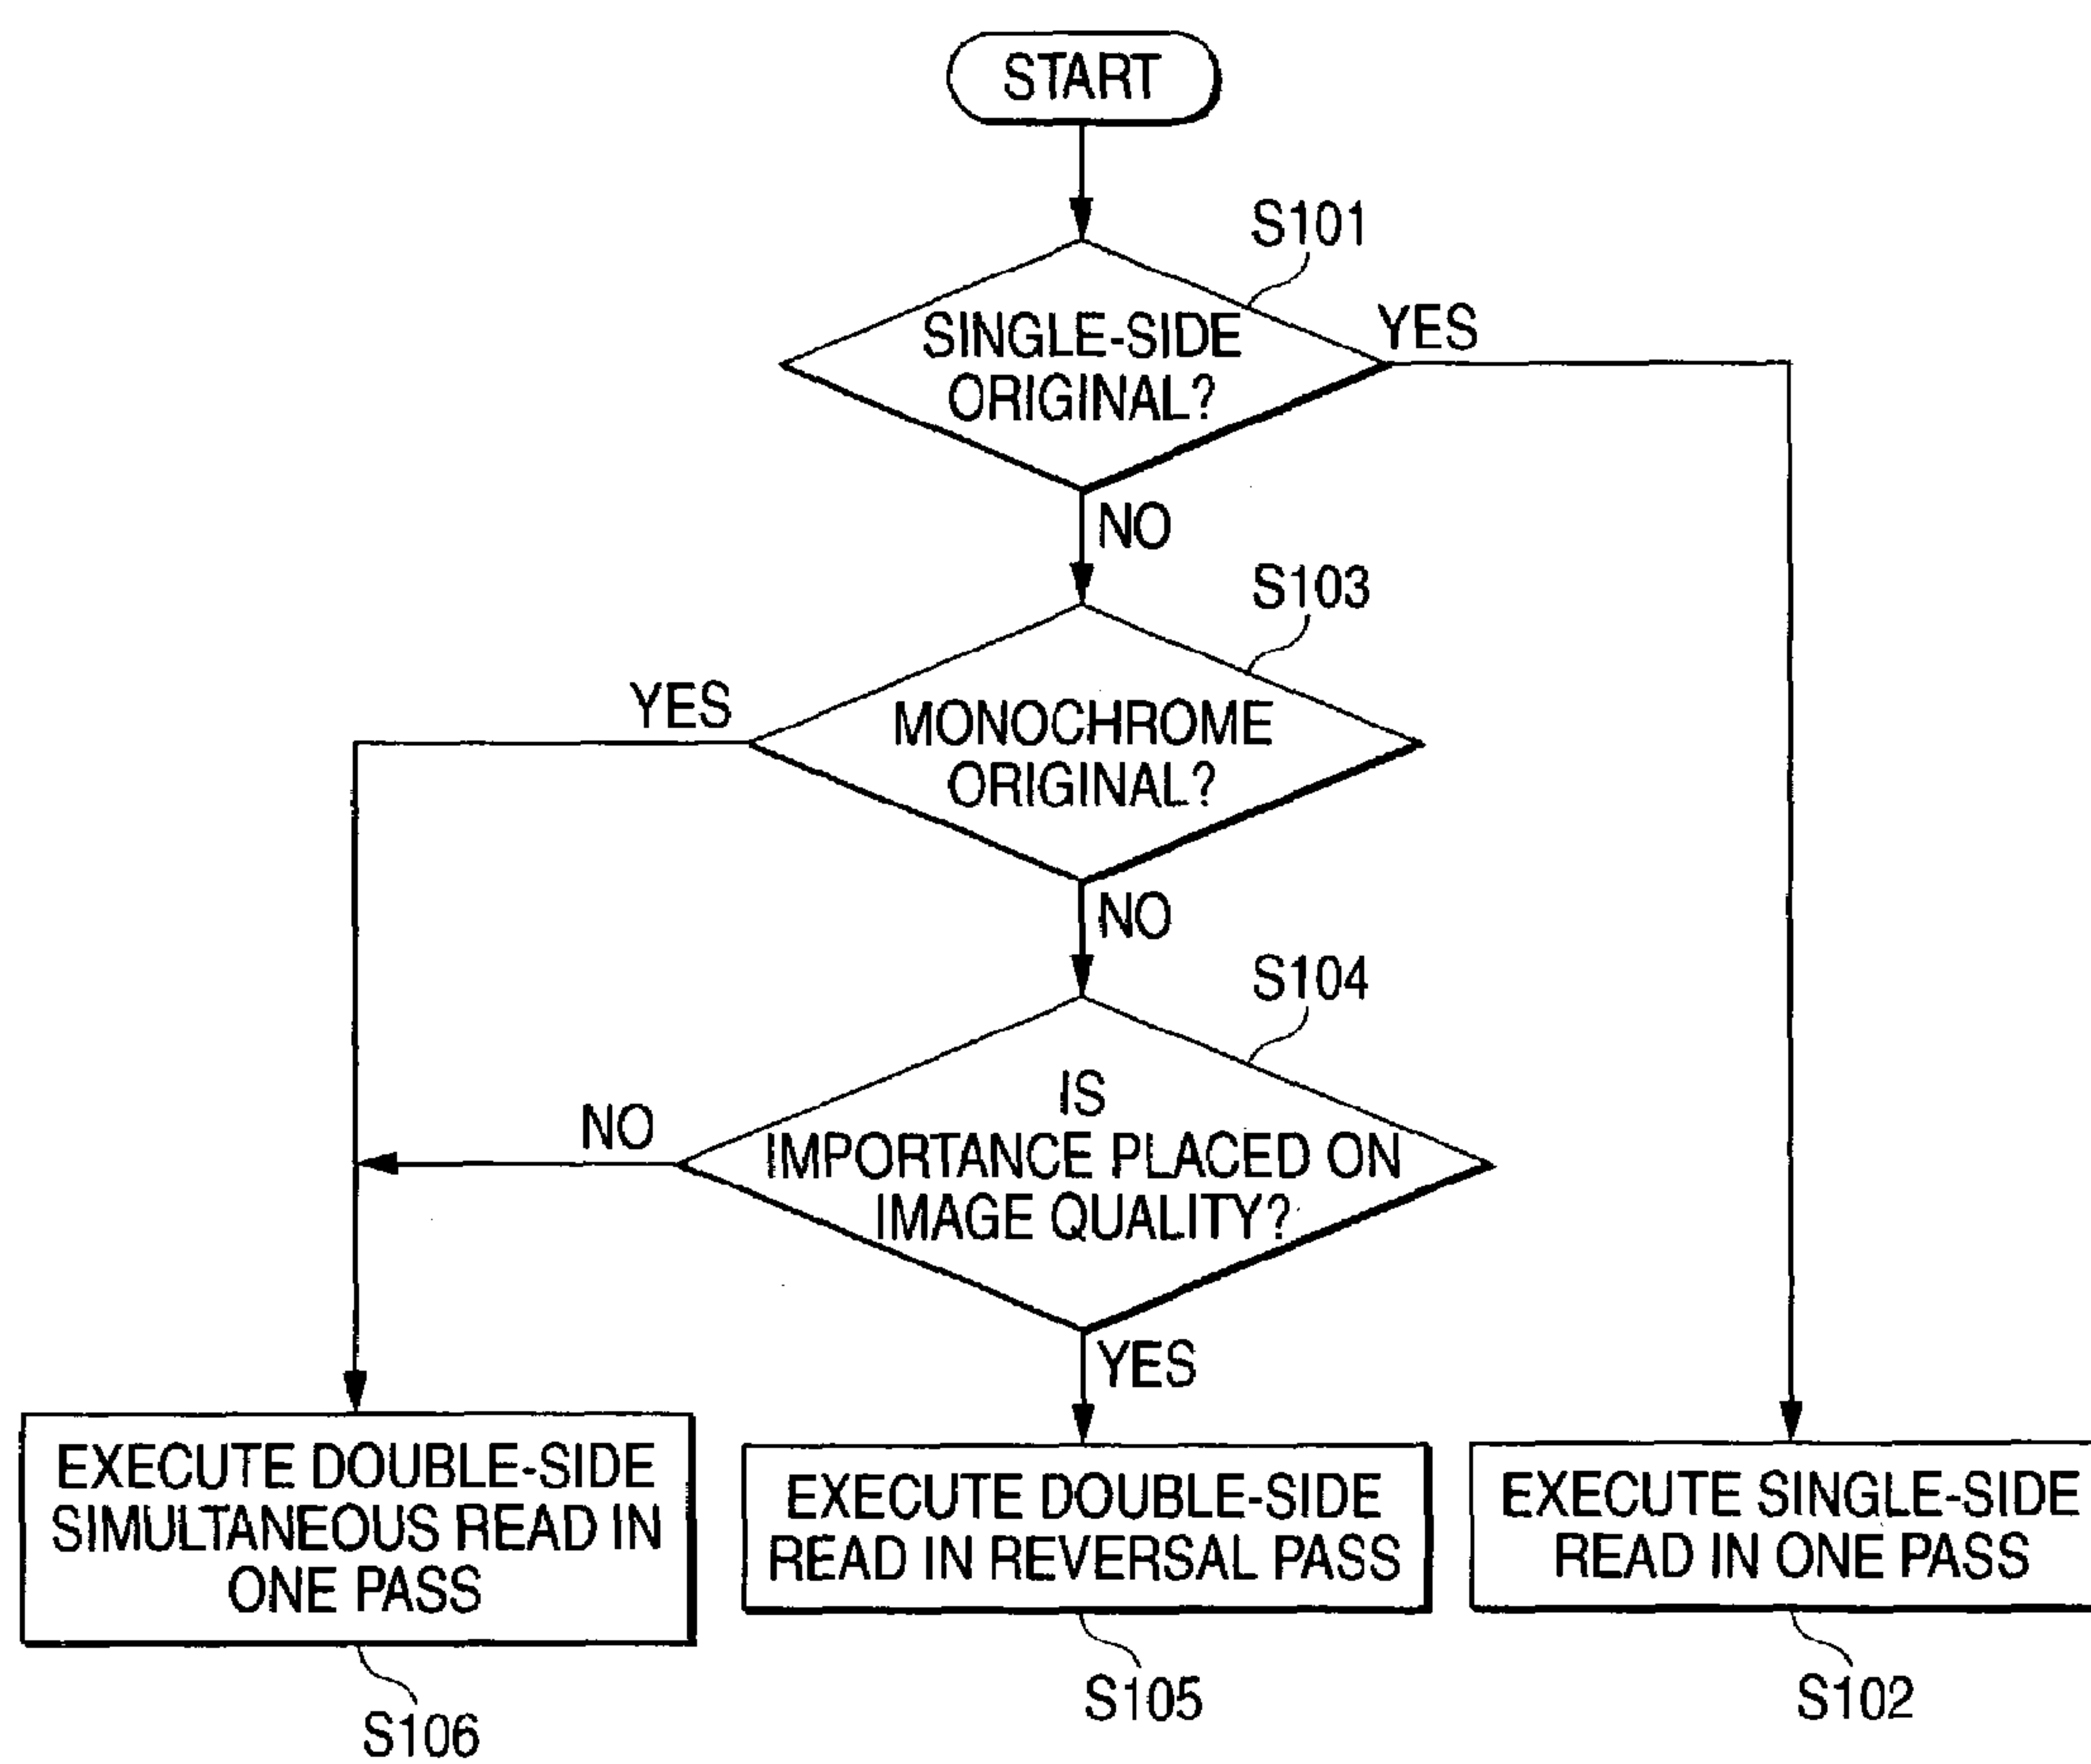 START
S101
SINGLE-SIDE
ORIGINAL?
YES
NO
S103
YES
MONOCHROME
ORIGINAL?
NO
S104
NO
IS
IMPORTANCE PLACED ON
IMAGE QUALITY?
YES
EXECUTE DOUBLE-SIDE
SIMULTANEOUS READ IN
ONE PASS
EXECUTE DOUBLE-SIDE
READ IN REVERSAL PASS
EXECUTE SINGLE-SIDE
READ IN ONE PASS
S106
S105
S102